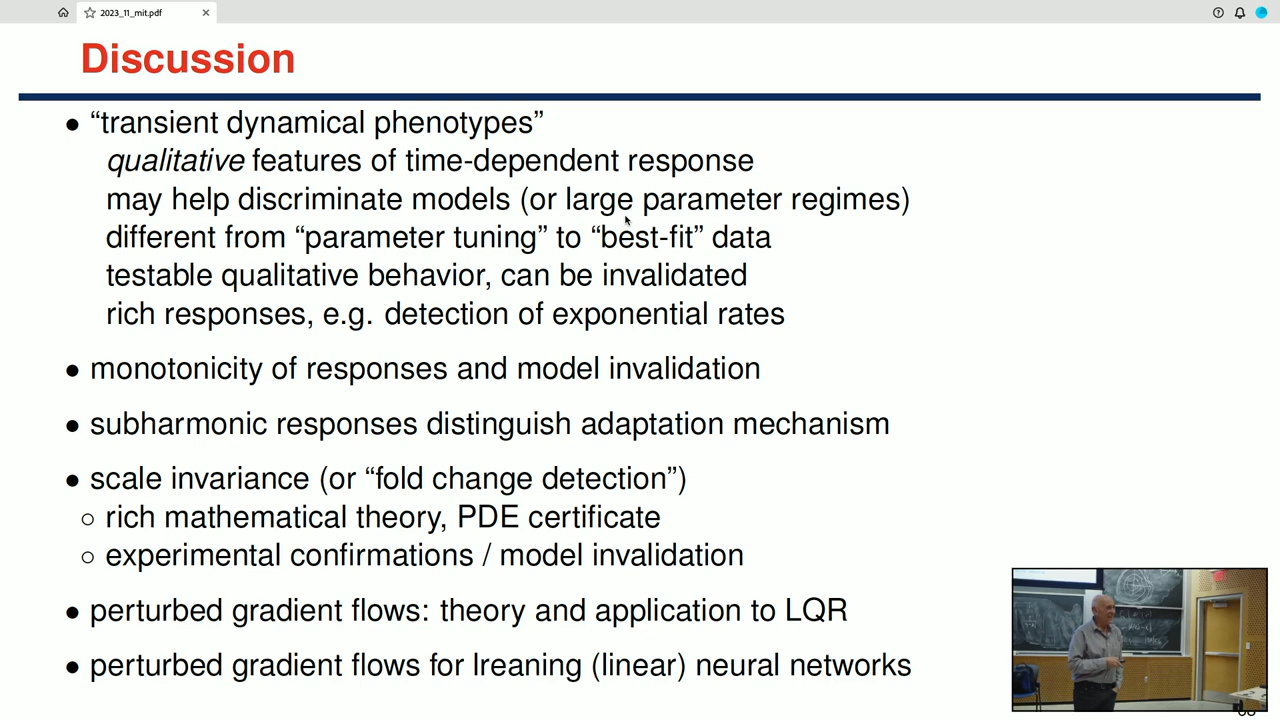 2023_11_mit.pdf
Discussion
● “transient dynamical phenotypes”
qualitative features of time-dependent response
may help discriminate models (or large parameter regimes)
different from “parameter tuning” to “best-fit” data
testable qualitative behavior, can be invalidated
rich responses, e.g. detection of exponential rates
● monotonicity of responses and model invalidation
● subharmonic responses distinguish adaptation mechanism
● scale invariance (or “fold change detection”)
○ rich mathematical theory, PDE certificate
○ experimental confirmations / model invalidation
● perturbed gradient flows: theory and application to LQR
● perturbed gradient flows for lreaning (linear) neural networks